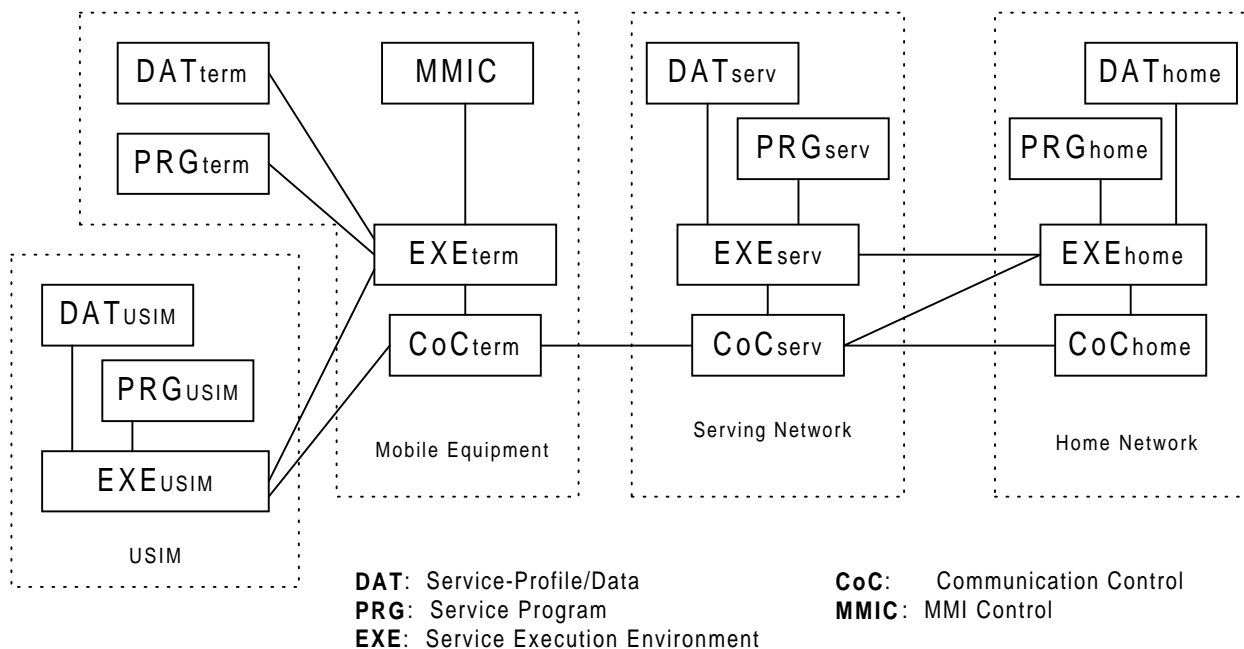 DATterm
MMIC
DATserv
DAThome
PRGterm
PRGserv
PRGhome
EXEterm
EXEserv
EXEhome
DATUSIM
CoCterm
CoCserv
CoChome
PRGUSIM
Mobile Equipment
Serving Network
Home Network
EXEUSIM
USIM
DAT: Service-Profile/Data
PRG: Service Program
EXE: Service Execution Environment
CoC: Communication Control
MMIC: MMI Control